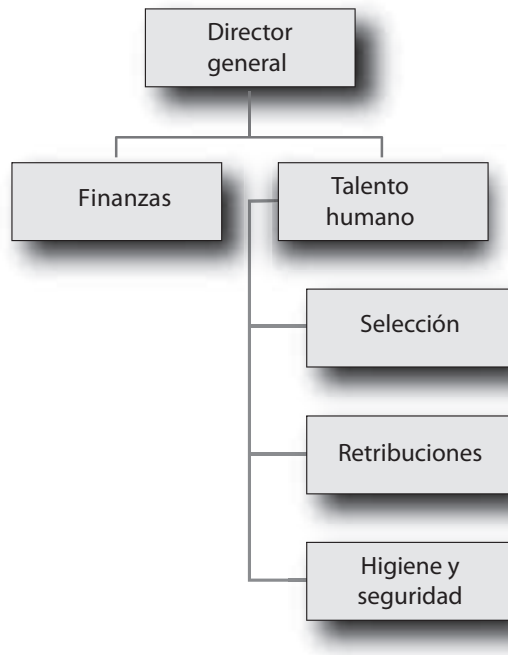 Director
general
Finanzas
Talento
humano
Selección
Retribuciones
Higiene y
seguridad